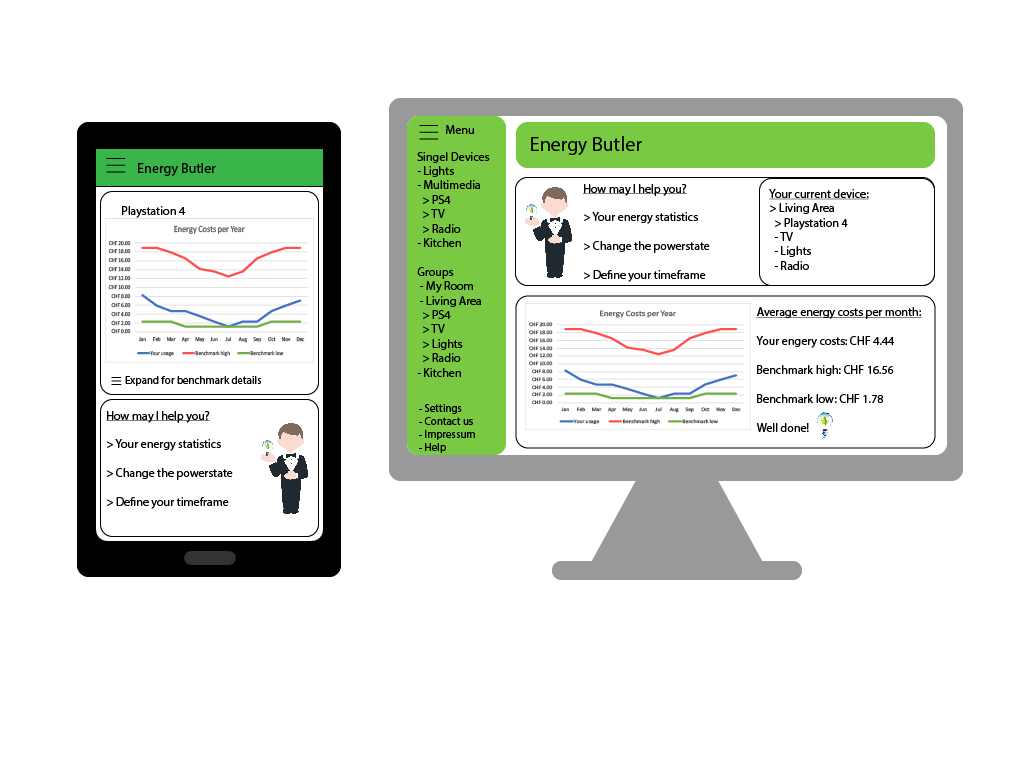 Energy Butler
Playstation 4
Energy Costs per Year
CHF 20.00
CHF 18.00
CHF 16.00
CHF 14.00
CHF 12.00
CHF 10.00
CHF 8.00
CHF 6.00
CHF 4.00
CHF 2.00
CHF 0.00
Jan Feb Mar Apr May Jun Jul Aug Sep Oct Nov Dec
Your usage Benchmark high Benchmark low
Expand for benchmark details
How may I help you?
> Your energy statistics
> Change the powerstate
> Define your timeframe
Menu
Singel Devices
- Lights
- Multimedia
> PS4
> TV
> Radio
- Kitchen
Groups
- My Room
- Living Area
> PS4
> TV
> Lights
> Radio
- Kitchen
- Settings
- Contact us
- Impressum
- Help
Energy Butler
How may I help you?
> Your energy statistics
> Change the powerstate
> Define your timeframe
Your current device:
> Living Area
> Playstation 4
- TV
- Lights
- Radio
Energy Costs per Year
CHF 20.00
CHF 18.00
CHF 16.00
CHF 14.00
CHF 12.00
CHF 10.00
CHF 8.00
CHF 6.00
CHF 4.00
CHF 2.00
CHF 0.00
Jan Feb Mar Apr May Jun Jul Aug Sep Oct Nov Dec
Your usage Benchmark high Benchmark low
Average energy costs per month:
Your engery costs: CHF 4.44
Benchmark high: CHF 16.56
Benchmark low: CHF 1.78
Well done!